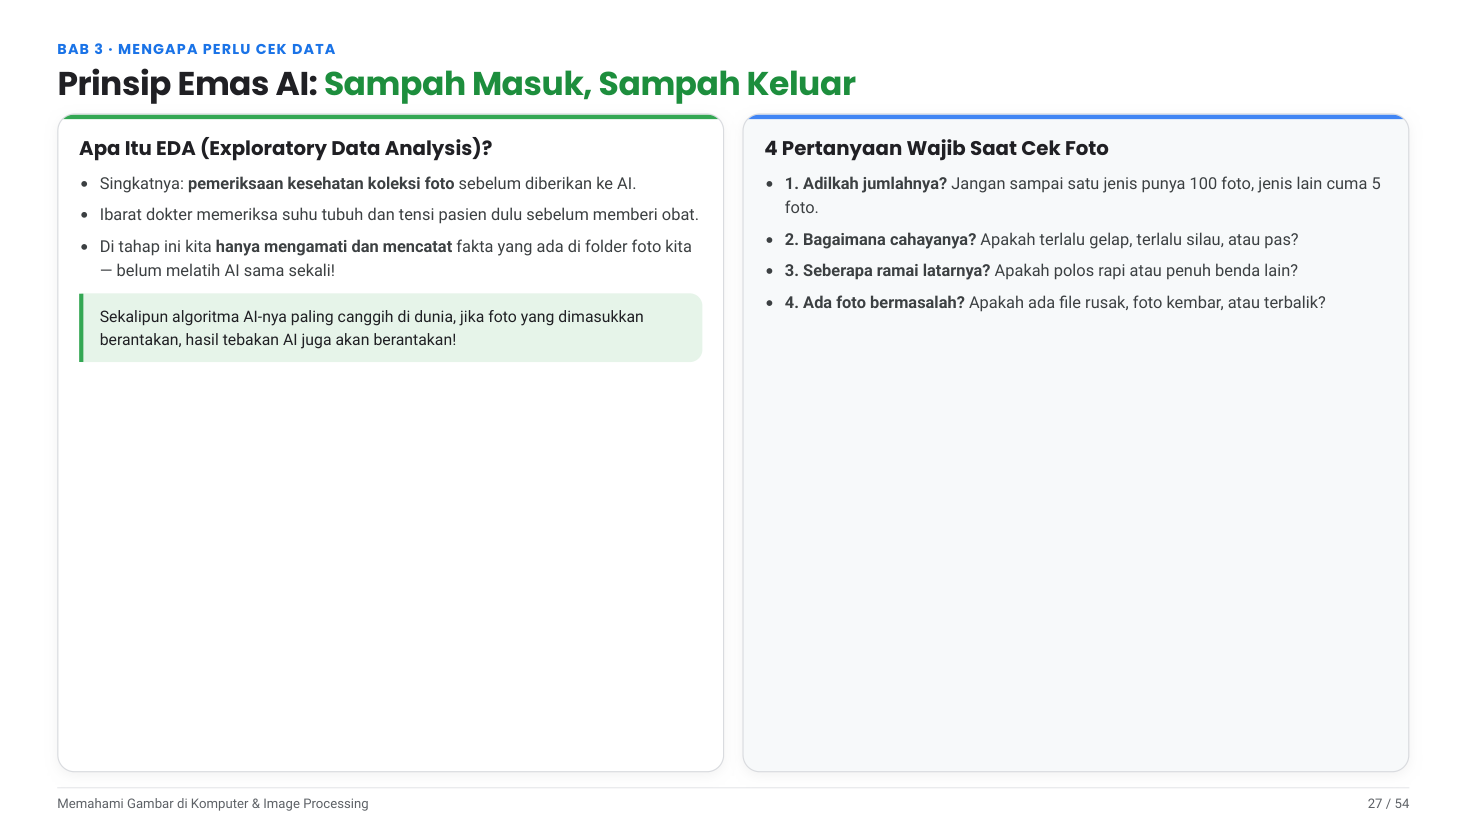 BAB 3 · MENGAPA PERLU CEK DATA
Prinsip Emas AI: Sampah Masuk, Sampah Keluar
Apa Itu EDA (Exploratory Data Analysis)?
• Singkatnya: pemeriksaan kesehatan koleksi foto sebelum diberikan ke AI.
• Ibarat dokter memeriksa suhu tubuh dan tensi pasien dulu sebelum memberi obat.
• Di tahap ini kita hanya mengamati dan mencatat fakta yang ada di folder foto kita
— belum melatih AI sama sekali!
Sekalipun algoritma AI-nya paling canggih di dunia, jika foto yang dimasukkan
berantakan, hasil tebakan AI juga akan berantakan!
4 Pertanyaan Wajib Saat Cek Foto
• 1. Adilkah jumlahnya? Jangan sampai satu jenis punya 100 foto, jenis lain cuma 5
foto.
• 2. Bagaimana cahayanya? Apakah terlalu gelap, terlalu silau, atau pas?
• 3. Seberapa ramai latarnya? Apakah polos rapi atau penuh benda lain?
• 4. Ada foto bermasalah? Apakah ada file rusak, foto kembar, atau terbalik?
Memahami Gambar di Komputer & Image Processing
27 / 54